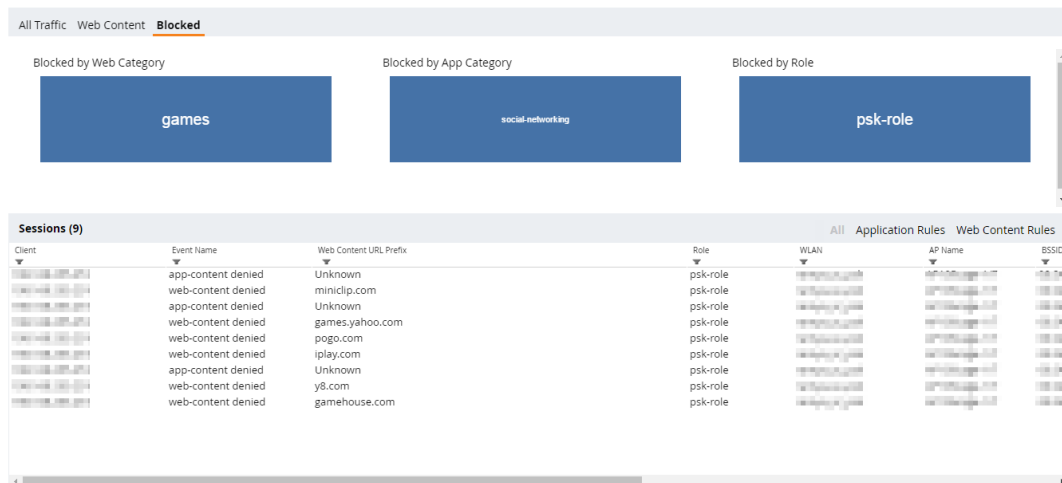 All Traffic Web Content Blocked
Blocked by Web Category Blocked by App Category Blocked by Role
games social-networking psk-role
Sessions (9) All Application Rules Web Content Rules
Client Event Name Web Content URL Prefix Role WLAN AP Name BSSID
app-content denied Unknown psk-role
web-content denied miniclip.com psk-role
app-content denied Unknown psk-role
web-content denied games.yahoo.com psk-role
web-content denied pogo.com psk-role
web-content denied iplay.com psk-role
app-content denied Unknown psk-role
web-content denied y8.com psk-role
web-content denied gamehouse.com psk-role